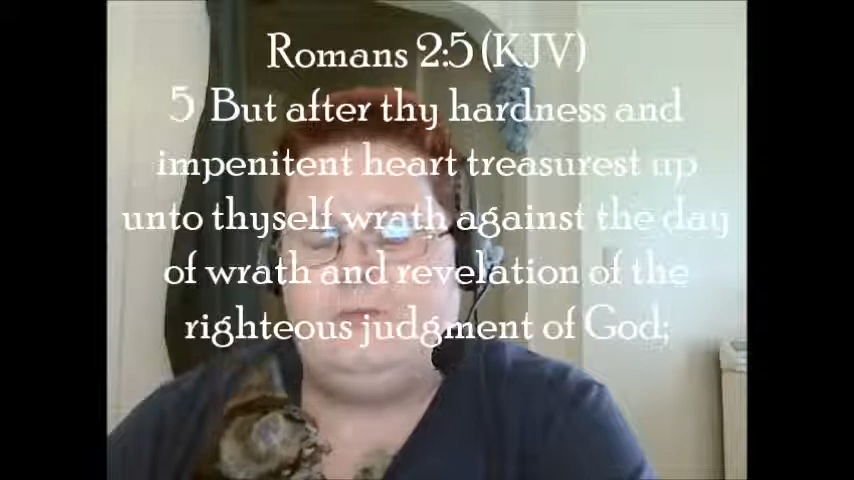 Romans 2:5 (KJV)
5 But after thy hardness and
impenitent heart treasurest up
unto thyself wrath against the day
of wrath and revelation of the
righteous judgment of God;